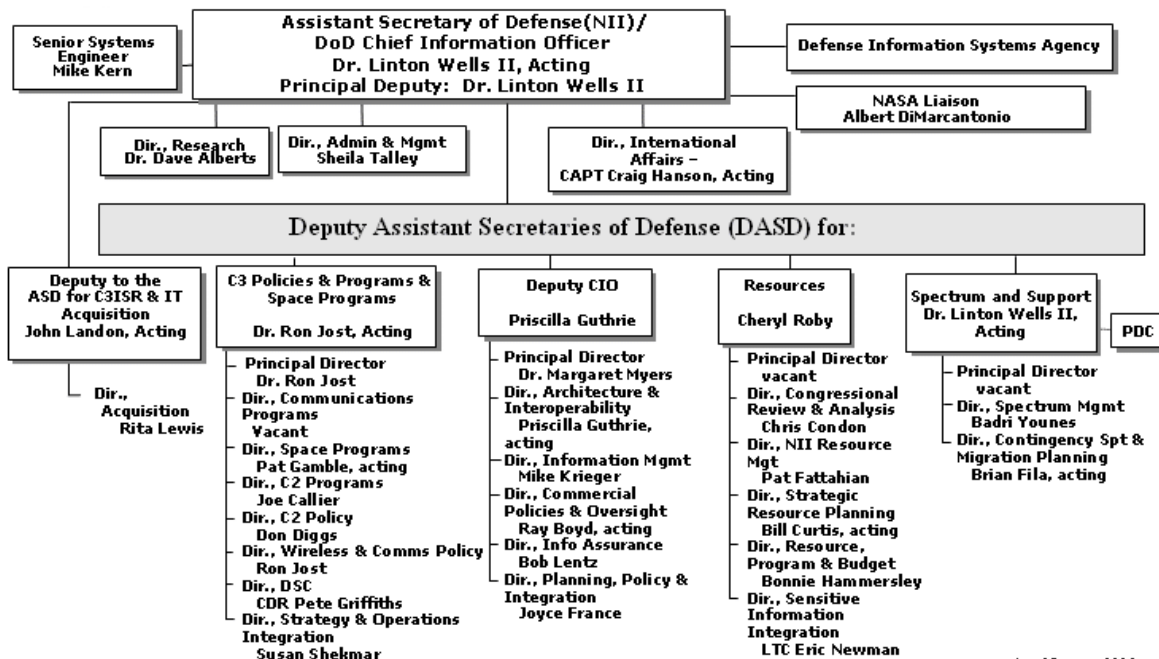 Assistant Secretary of Defense(NII)/
DoD Chief Information Officer
Dr. Linton Wells II, Acting
Principal Deputy:  Dr. Linton Wells II
Senior Systems
Engineer
Mike Kern
Defense Information Systems Agency
NASA Liaison
Albert DiMarcantonio
Dir., Research
Dr. Dave Alberts
Dir., Admin & Mgmt
Sheila Talley
Dir., International
Affairs –
CAPT Craig Hanson, Acting
Deputy Assistant Secretaries of Defense (DASD) for:
Deputy to the
ASD for C3ISR & IT
Acquisition
John Landon, Acting
Dir.,
Acquisition
Rita Lewis
C3 Policies & Programs &
Space Programs
Dr. Ron Jost, Acting
Principal Director
Dr. Ron Jost
Dir., Communications
Programs
Vacant
Dir., Space Programs
Pat Gamble, acting
Dir., C2 Programs
Joe Callier
Dir., C2 Policy
Don Diggs
Dir., Wireless & Comms Policy
Ron Jost
Dir., DSC
CDR Pete Griffiths
Dir., Strategy & Operations
Integration
Susan Shekmar
Deputy CIO
Priscilla Guthrie
Principal Director
Dr. Margaret Myers
Dir., Architecture &
Interoperability
Priscilla Guthrie,
acting
Dir., Information Mgmt
Mike Krieger
Dir., Commercial
Policies & Oversight
Ray Boyd, acting
Dir., Info Assurance
Bob Lentz
Dir., Planning, Policy &
Integration
Joyce France
Resources
Cheryl Roby
Principal Director
vacant
Dir., Congressional
Review & Analysis
Chris Condon
Dir., NII Resource
Mgt
Pat Fattahian
Dir., Strategic
Resource Planning
Bill Curtis, acting
Dir., Resource,
Program & Budget
Bonnie Hammersley
Dir., Sensitive
Information
Integration
LTC Eric Newman
Spectrum and Support
Dr. Linton Wells II,
Acting
PDC
Principal Director
vacant
Dir., Spectrum Mgmt
Badri Younes
Dir., Contingency Spt &
Migration Planning
Brian Fila, acting